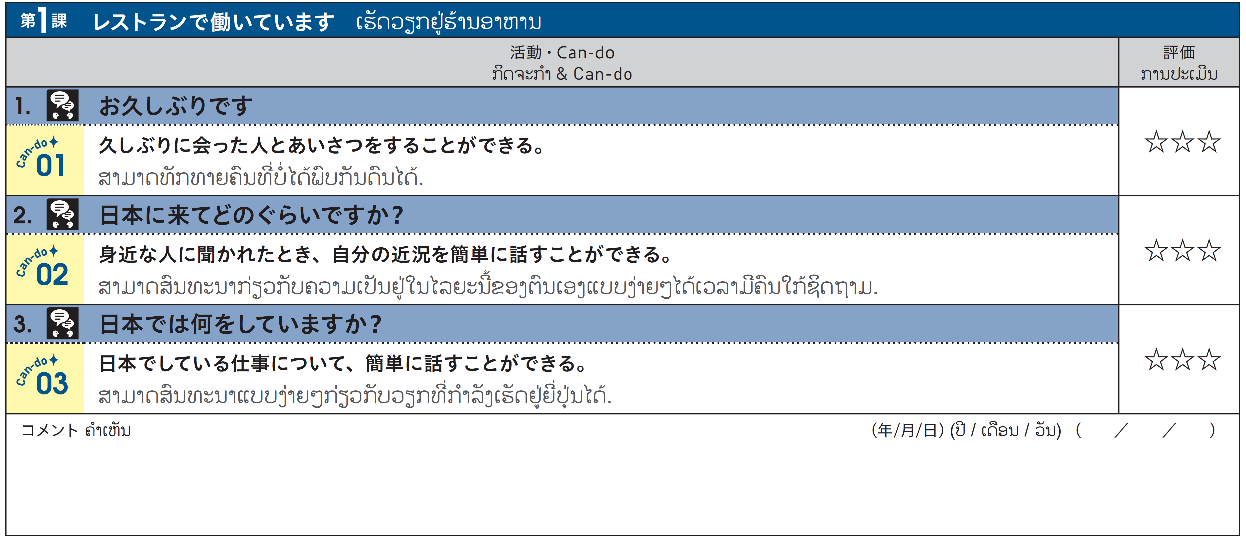 第1課 レストランで働いています ເຮັດວຽກຢູ່ຮ້ານອາຫານ
活動・Can-do
ກິດຈະກຳ & Can-do
評価
ການປະເມີນ
1. お久しぶりです
Can-do 01
久しぶりに会った人とあいさつをすることができる。
ສາມາດທັກທາຍຄົນທີ່ບໍ່ໄດ້ພົບກັນດົນໄດ້.
☆☆☆
2. 日本に来てどのぐらいですか？
Can-do 02
身近な人に聞かれたとき、自分の近況を簡単に話すことができる。
ສາມາດສົນທະນາກ່ຽວກັບຄວາມເປັນຢູ່ໃນໄລຍະນີ້ຂອງຕົນເອງແບບງ່າຍໆໄດ້ເວລາມີຄົນໃກ້ຊິດຖາມ.
☆☆☆
3. 日本では何をしていますか？
Can-do 03
日本でしている仕事について、簡単に話すことができる。
ສາມາດສົນທະນາແບບງ່າຍໆກ່ຽວກັບວຽກທີ່ກຳລັງເຮັດຢູ່ຍີ່ປຸ່ນໄດ້.
☆☆☆
コメント ຄຳເຫັນ
（年/月/日）(ປີ / ເດືອນ / ວັນ) （ ／ ／ ）